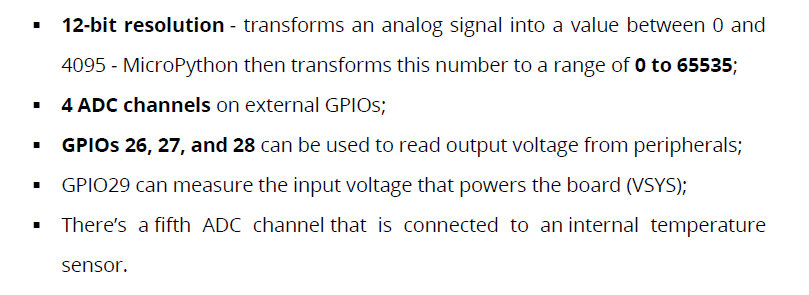 ▪ 12-bit resolution - transforms an analog signal into a value between 0 and
4095 - MicroPython then transforms this number to a range of 0 to 65535;
▪ 4 ADC channels on external GPIOs;
▪ GPIOs 26, 27, and 28 can be used to read output voltage from peripherals;
▪ GPIO29 can measure the input voltage that powers the board (VSYS);
▪ There’s a fifth ADC channel that is connected to an internal temperature
sensor.